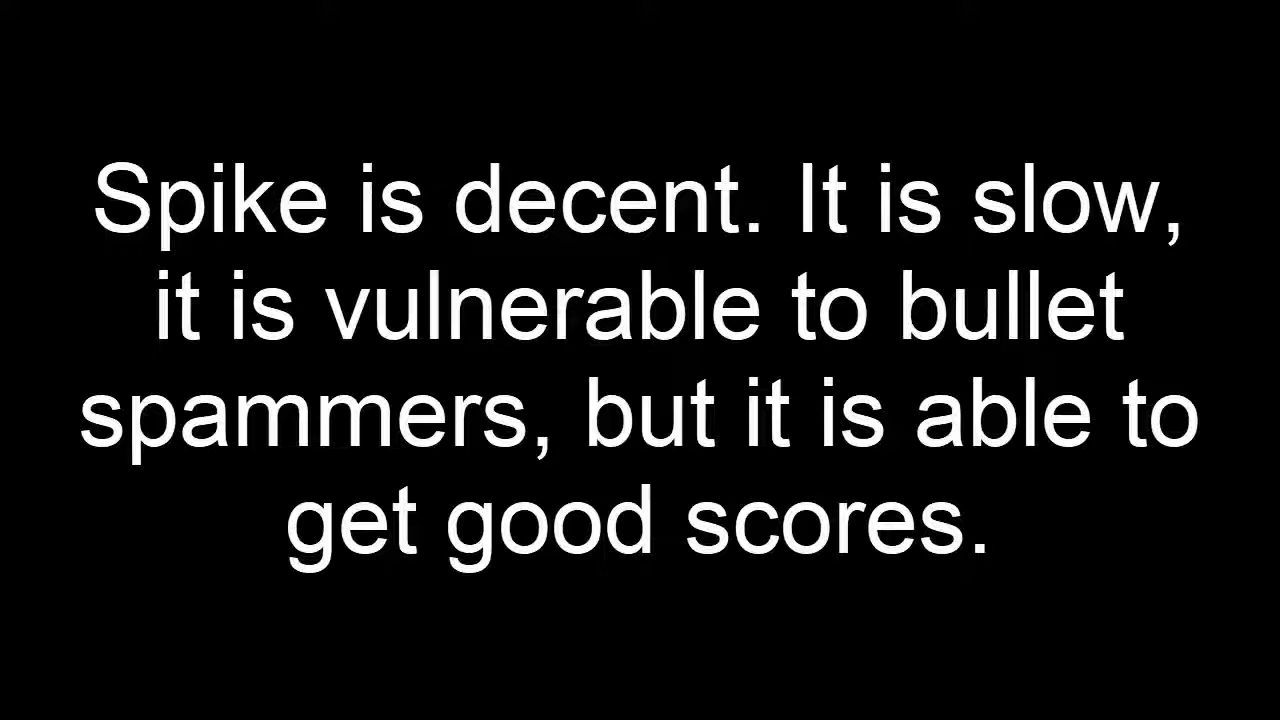 Spike is decent. It is slow,
it is vulnerable to bullet
spammers, but it is able to
get good scores.